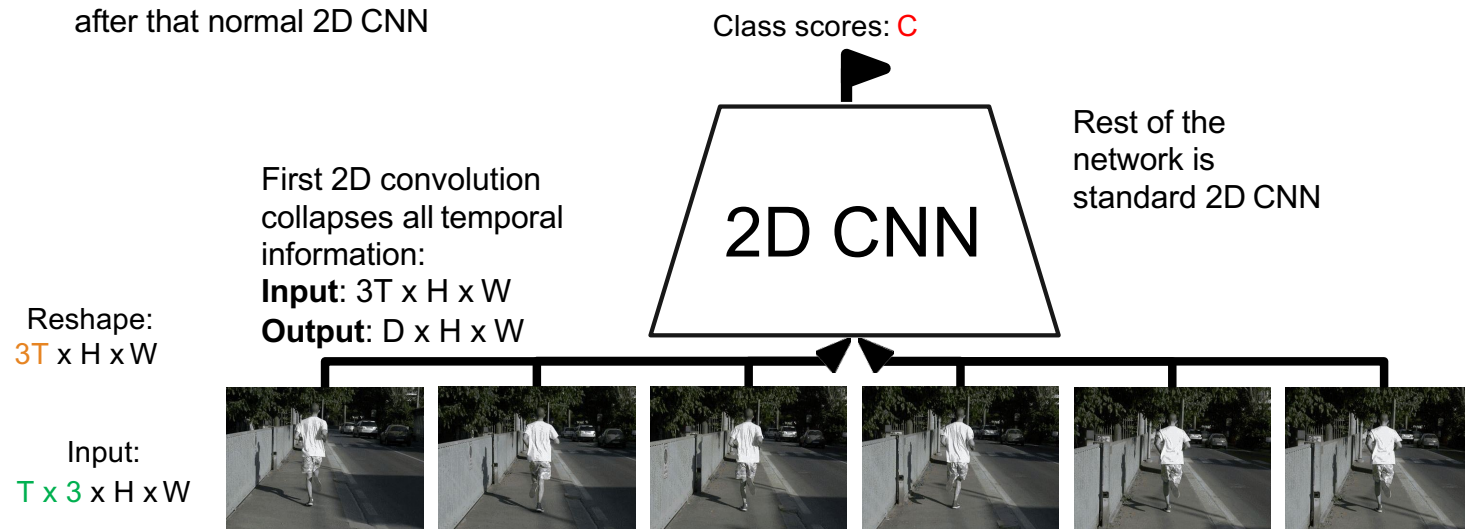 after that normal 2D CNN
Class scores: C
First 2D convolution
collapses all temporal
information:
Input: 3T x H x W
Output: D x H x W
2D CNN
Rest of the
network is
standard 2D CNN
Reshape:
3T x H x W
Input:
T x 3 x H x W